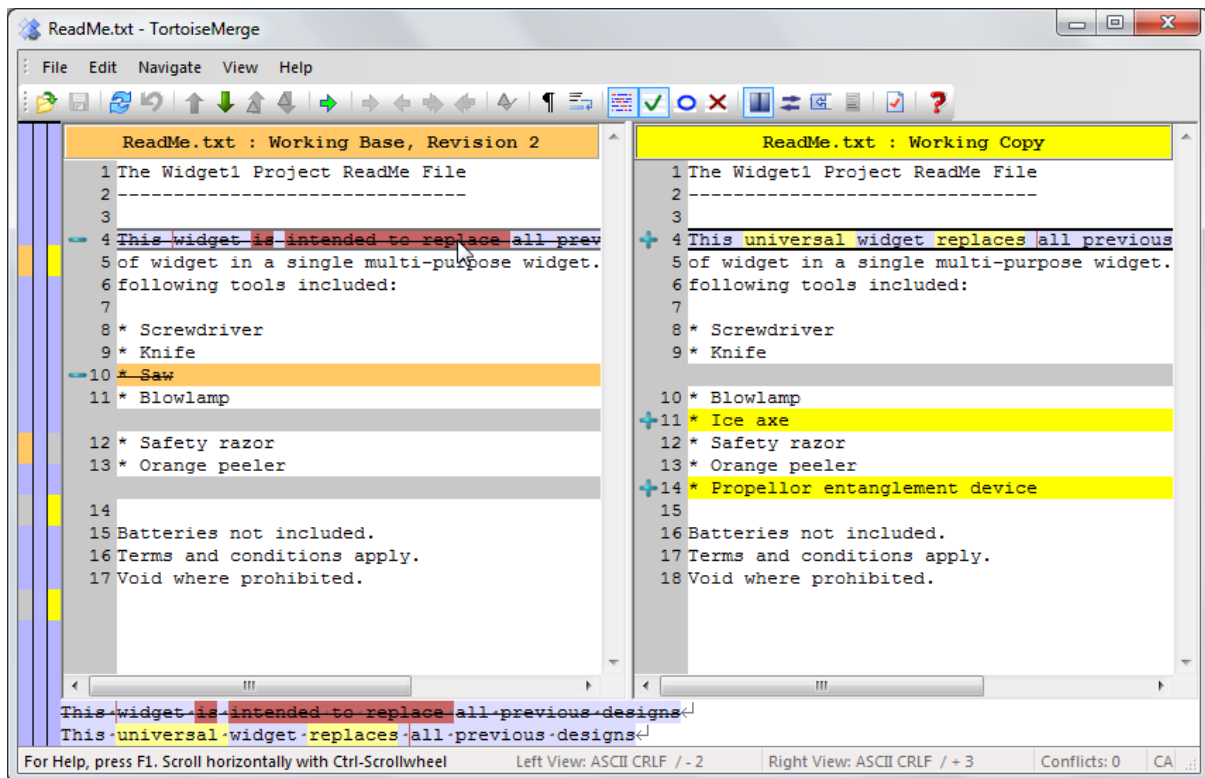 ReadMe.txt - TortoiseMerge
File Edit Navigate View Help
ReadMe.txt : Working Base, Revision 2
1 The Widget1 Project ReadMe File
2 -------------------------------
3
4 This widget is intended to replace all prev
5 of widget in a single multi-purpose widget.
6 following tools included:
7
8 * Screwdriver
9 * Knife
10 * Saw
11 * Blowlamp
12 * Safety razor
13 * Orange peeler
14
15 Batteries not included.
16 Terms and conditions apply.
17 Void where prohibited.
ReadMe.txt : Working Copy
1 The Widget1 Project ReadMe File
2 -------------------------------
3
4 This universal widget replaces all previous
5 of widget in a single multi-purpose widget.
6 following tools included:
7
8 * Screwdriver
9 * Knife
10 * Blowlamp
11 * Ice axe
12 * Safety razor
13 * Orange peeler
14 * Propellor entanglement device
15
16 Batteries not included.
17 Terms and conditions apply.
18 Void where prohibited.
This·widget·is·intended·to·replace·all·previous·designs↵
This·universal·widget·replaces·all·previous·designs↵
For Help, press F1. Scroll horizontally with Ctrl-Scrollwheel Left View: ASCII CRLF / - 2 Right View: ASCII CRLF / + 3 Conflicts: 0 CA